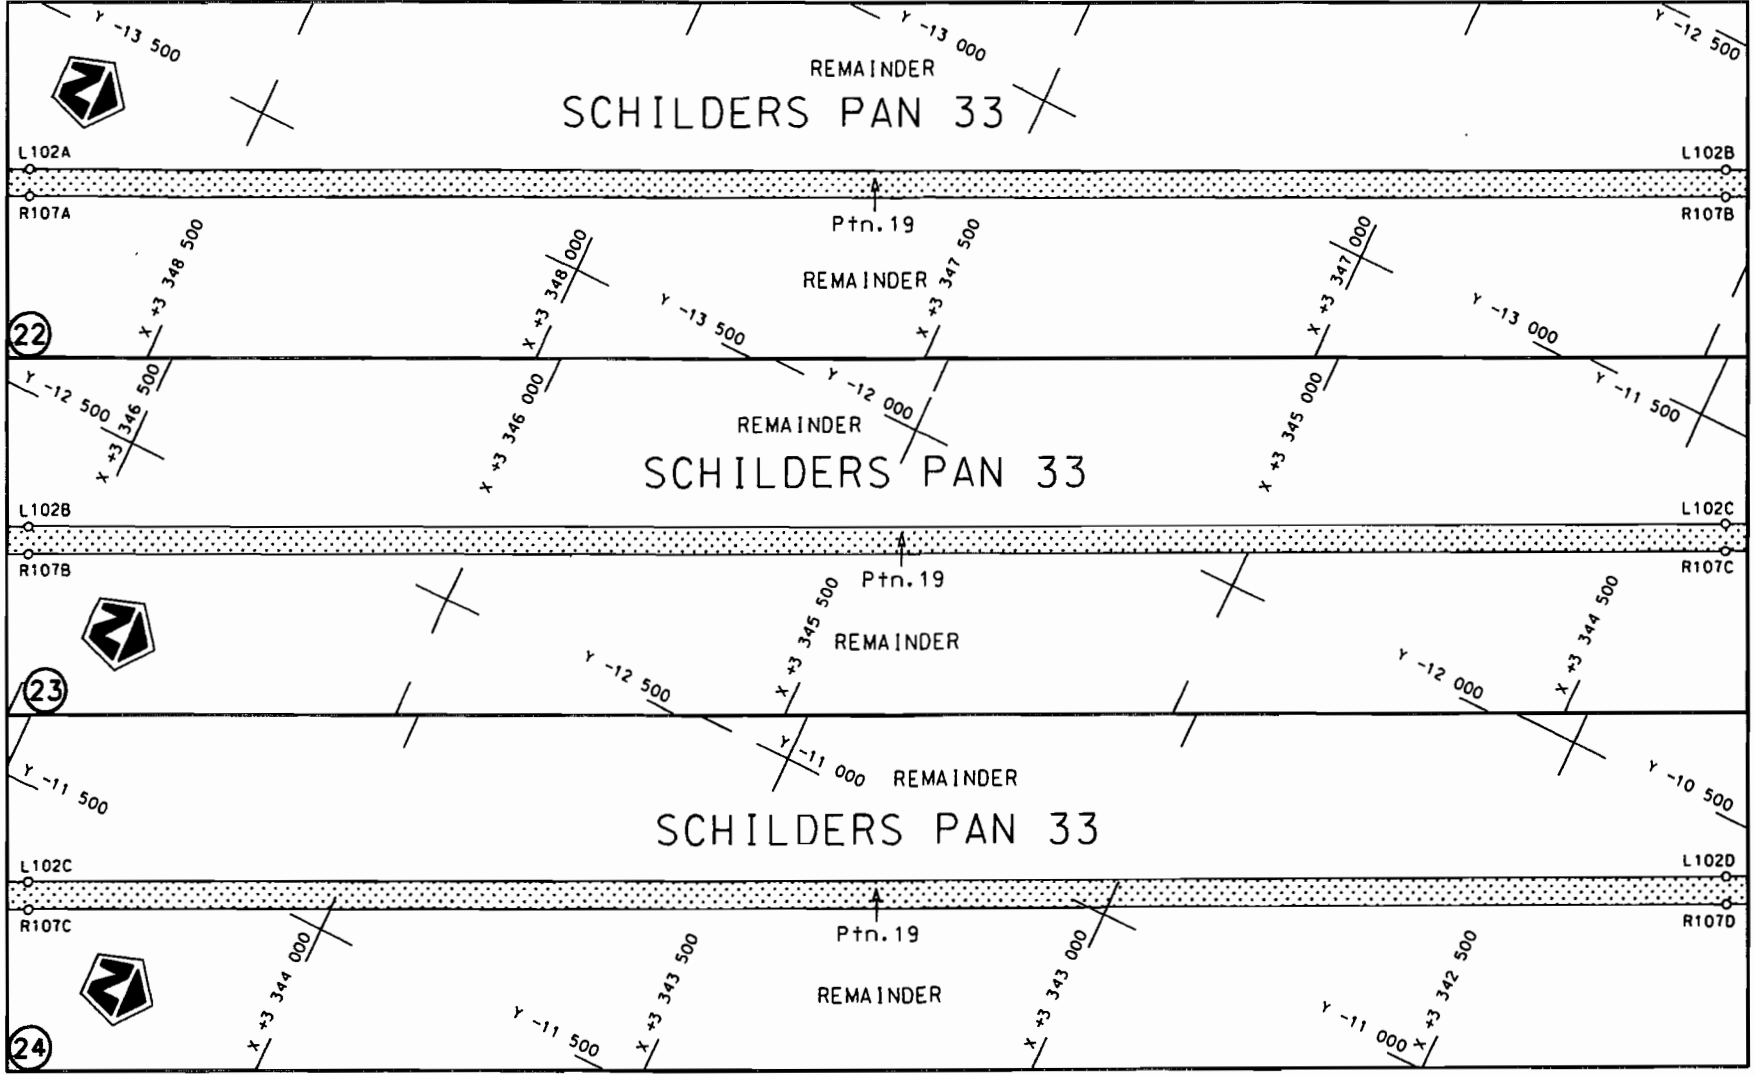 Y -13 500
Y -13 000
Y -12 500
REMAINDER
SCHILDERS PAN 33
L102A
L102B
R107A
R107B
Ptn.19
X +3 348 500
X +3 348 000
X +3 347 500
X +3 347 000
REMAINDER
Y -13 500
Y -13 000
22
Y -12 500
X +3 346 500
X +3 346 000
Y -12 000
X +3 345 000
Y -11 500
REMAINDER
SCHILDERS PAN 33
L102B
L102C
R107B
R107C
Ptn.19
X +3 345 500
X +3 344 500
REMAINDER
Y -12 500
Y -12 000
23
Y -11 500
Y -11 000
REMAINDER
Y -10 500
SCHILDERS PAN 33
L102C
L102D
R107C
R107D
Ptn.19
X +3 344 000
X +3 343 500
X +3 343 000
X +3 342 500
REMAINDER
Y -11 500
Y -11 000
24